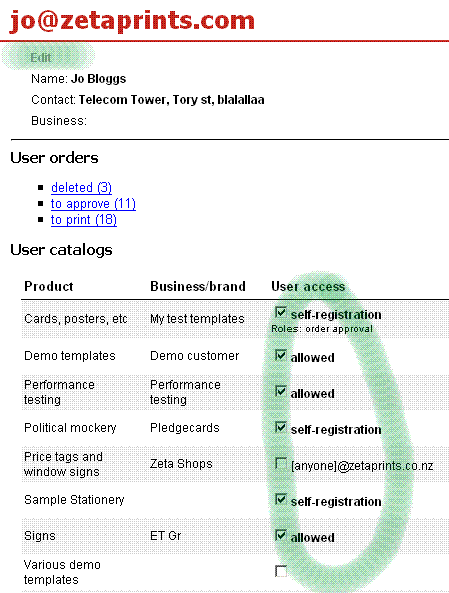 jo@zetaprints.com
Edit
Name: Jo Bloggs
Contact: Telecom Tower, Tory st, blalallaa
Business:
User orders
deleted (3)
to approve (11)
to print (18)
User catalogs
Product Business/brand User access
Cards, posters, etc My test templates self-registration
Roles: order approval
Demo templates Demo customer allowed
Performance
testing
Performance
testing
allowed
Political mockery Pledgecards self-registration
Price tags and
window signs
Zeta Shops
[anyone]@zetaprints.co.nz
Sample Stationery self-registration
Signs ET Gr allowed
Various demo
templates